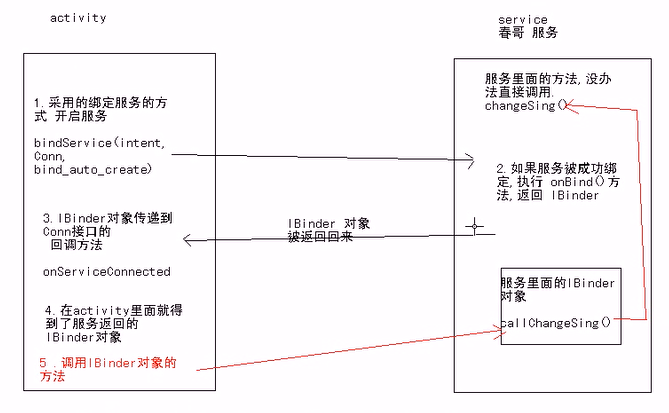 activity
1. 采用的绑定服务的方
式 开启服务
bindService(intent,
Conn,
bind_auto_create)
3. IBinder对象传递到
Conn接口的
回调方法
onServiceConnected
4. 在activity里面就得
到了服务返回的
IBinder对象
5 .调用IBinder对象的
方法
IBinder 对象
被返回回来
service
春哥 服务
服务里面的方法, 没办
法直接调用.
changeSing()
2. 如果服务被成功绑
定, 执行 onBind()方
法, 返回 IBinder
服务里面的IBinder
对象
callChangeSing()